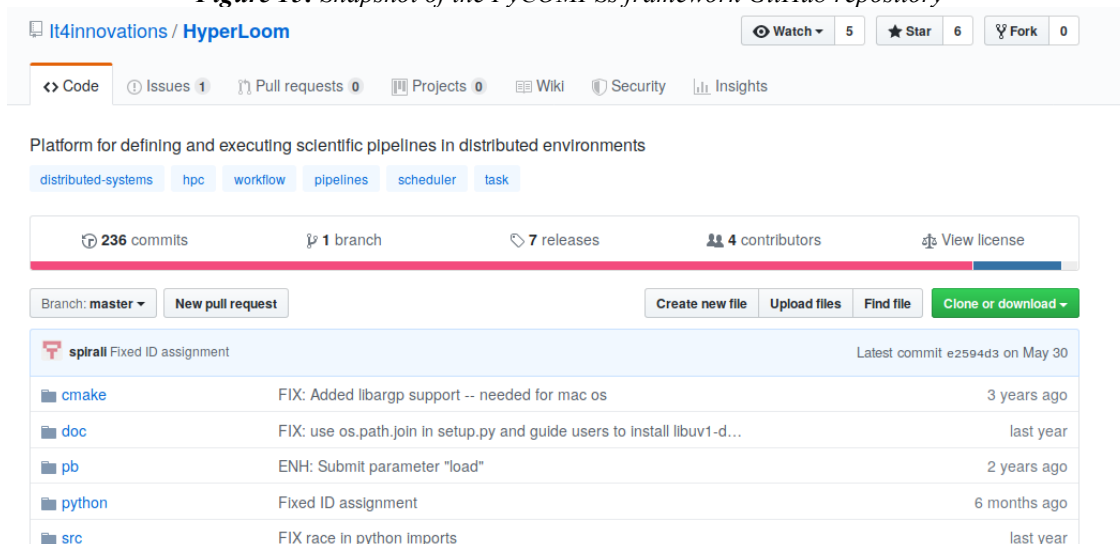 Figure 15: Snapshot of the PyCOMPSs framework GitHub repository
It4innovations / HyperLoom
Watch 5 Star 6 Fork 0
Code Issues 1 Pull requests 0 Projects 0 Wiki Security Insights
Platform for defining and executing scientific pipelines in distributed environments
distributed-systems hpc workflow pipelines scheduler task
236 commits 1 branch 7 releases 4 contributors View license
Branch: master New pull request Create new file Upload files Find file Clone or download
spirali Fixed ID assignment Latest commit e2594d3 on May 30
cmake FIX: Added libargp support -- needed for mac os 3 years ago
doc FIX: use os.path.join in setup.py and guide users to install libuv1-d… last year
pb ENH: Submit parameter "load" 2 years ago
python Fixed ID assignment 6 months ago
src FIX race in python imports last year